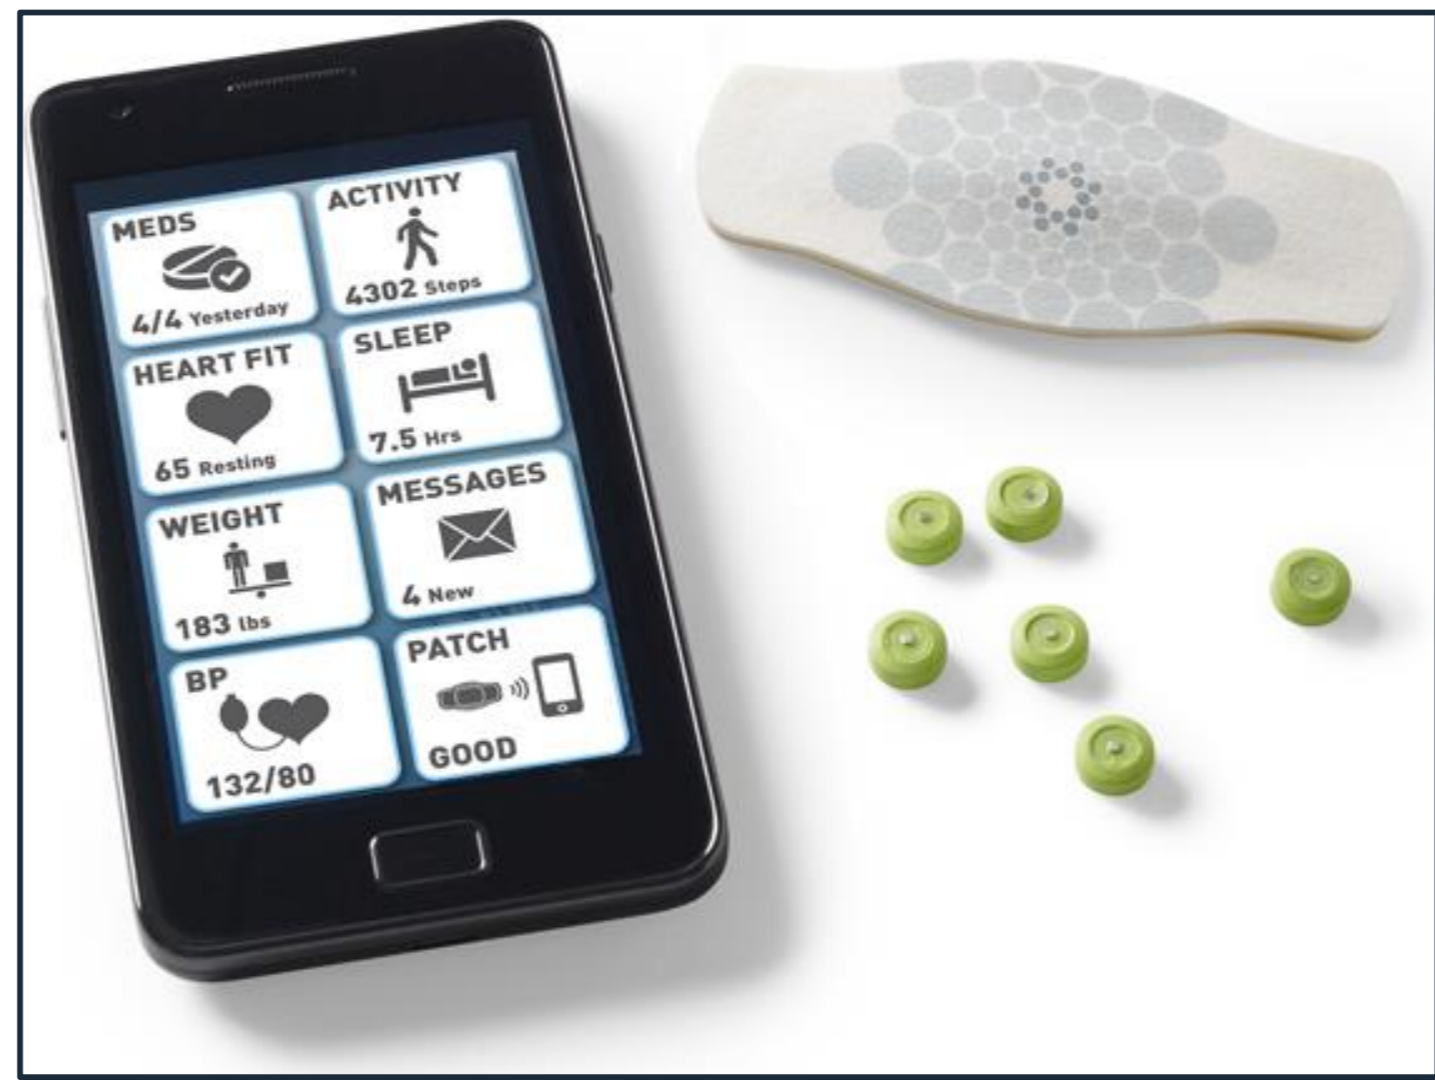 MEDS
4/4 Yesterday
ACTIVITY
4302 Steps
HEART FIT
65 Resting
SLEEP
7.5 Hrs
WEIGHT
183 lbs
MESSAGES
4 New
BP
132/80
PATCH
GOOD